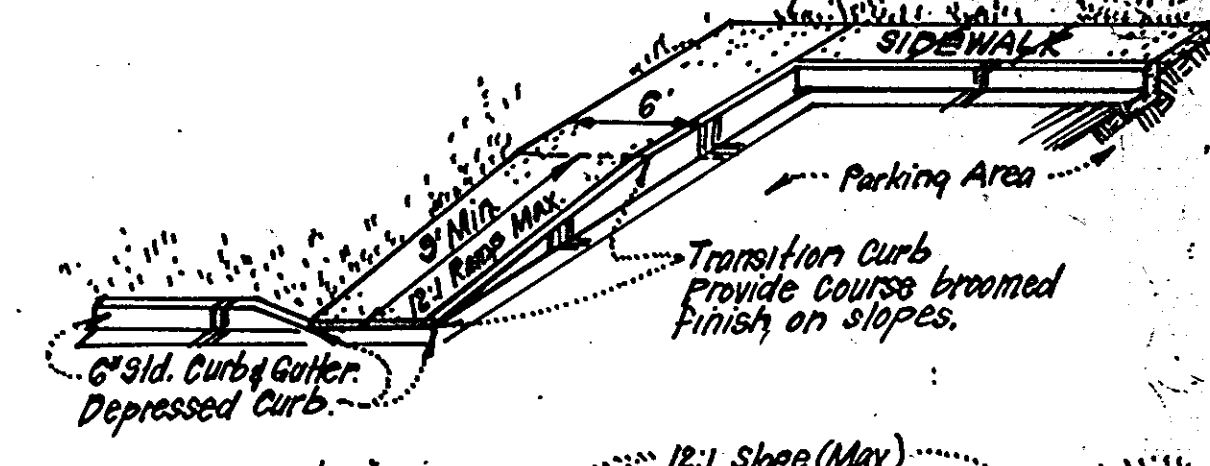 SIDEWALK
6'
Parking Area
9' Min.
12:1 Ramp Max.
Transition Curb
Provide Course broomed
finish on slopes.
6" Std. Curb & Gutter.
Depressed Curb.
12:1 Slope (Max)